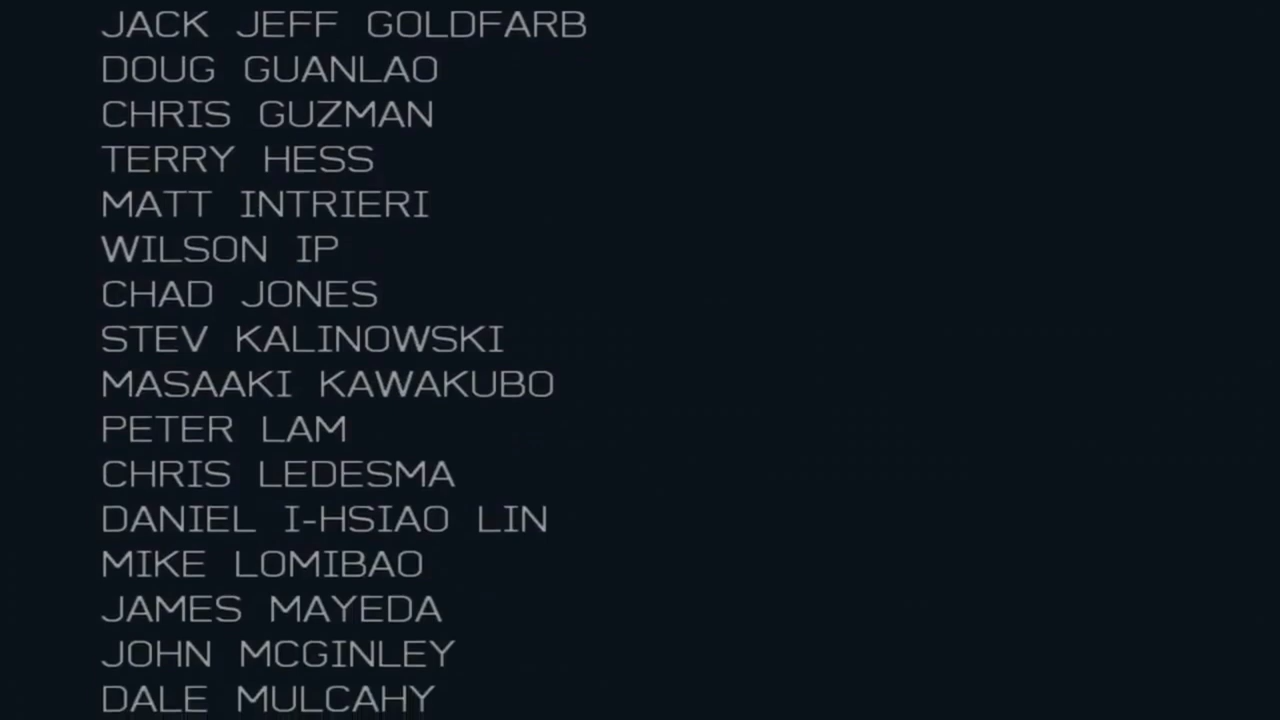 JACK JEFF GOLDFARB
DOUG GUANLAO
CHRIS GUZMAN
TERRY HESS
MATT INTRIERI
WILSON IP
CHAD JONES
STEV KALINOWSKI
MASAAKI KAWAKUBO
PETER LAM
CHRIS LEDESMA
DANIEL I-HSIAO LIN
MIKE LOMIBAO
JAMES MAYEDA
JOHN MCGINLEY
DALE MULCAHY